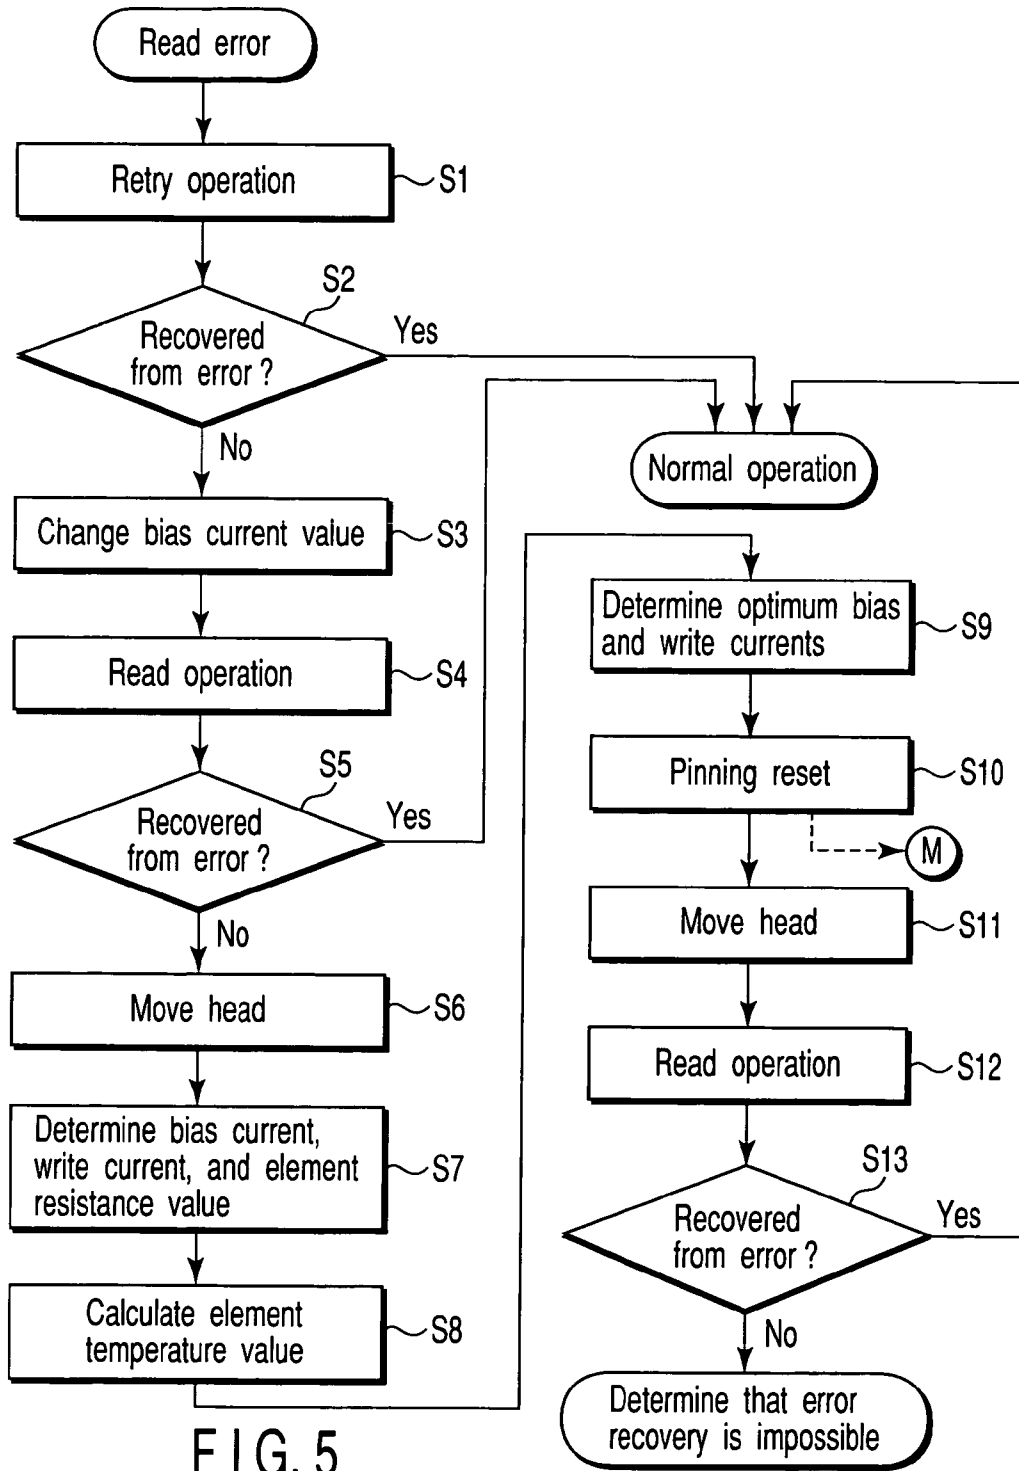 Read error
Retry operation
S1
S2
Recovered
from error?
Yes
No
Change bias current value
S3
Read operation
S4
S5
Recovered
from error?
Yes
No
Move head
S6
Determine bias current,
write current, and element
resistance value
S7
Calculate element
temperature value
S8
Normal operation
Determine optimum bias
and write currents
S9
Pinning reset
S10
M
Move head
S11
Read operation
S12
S13
Recovered
from error?
Yes
No
Determine that error
recovery is impossible
FIG. 5